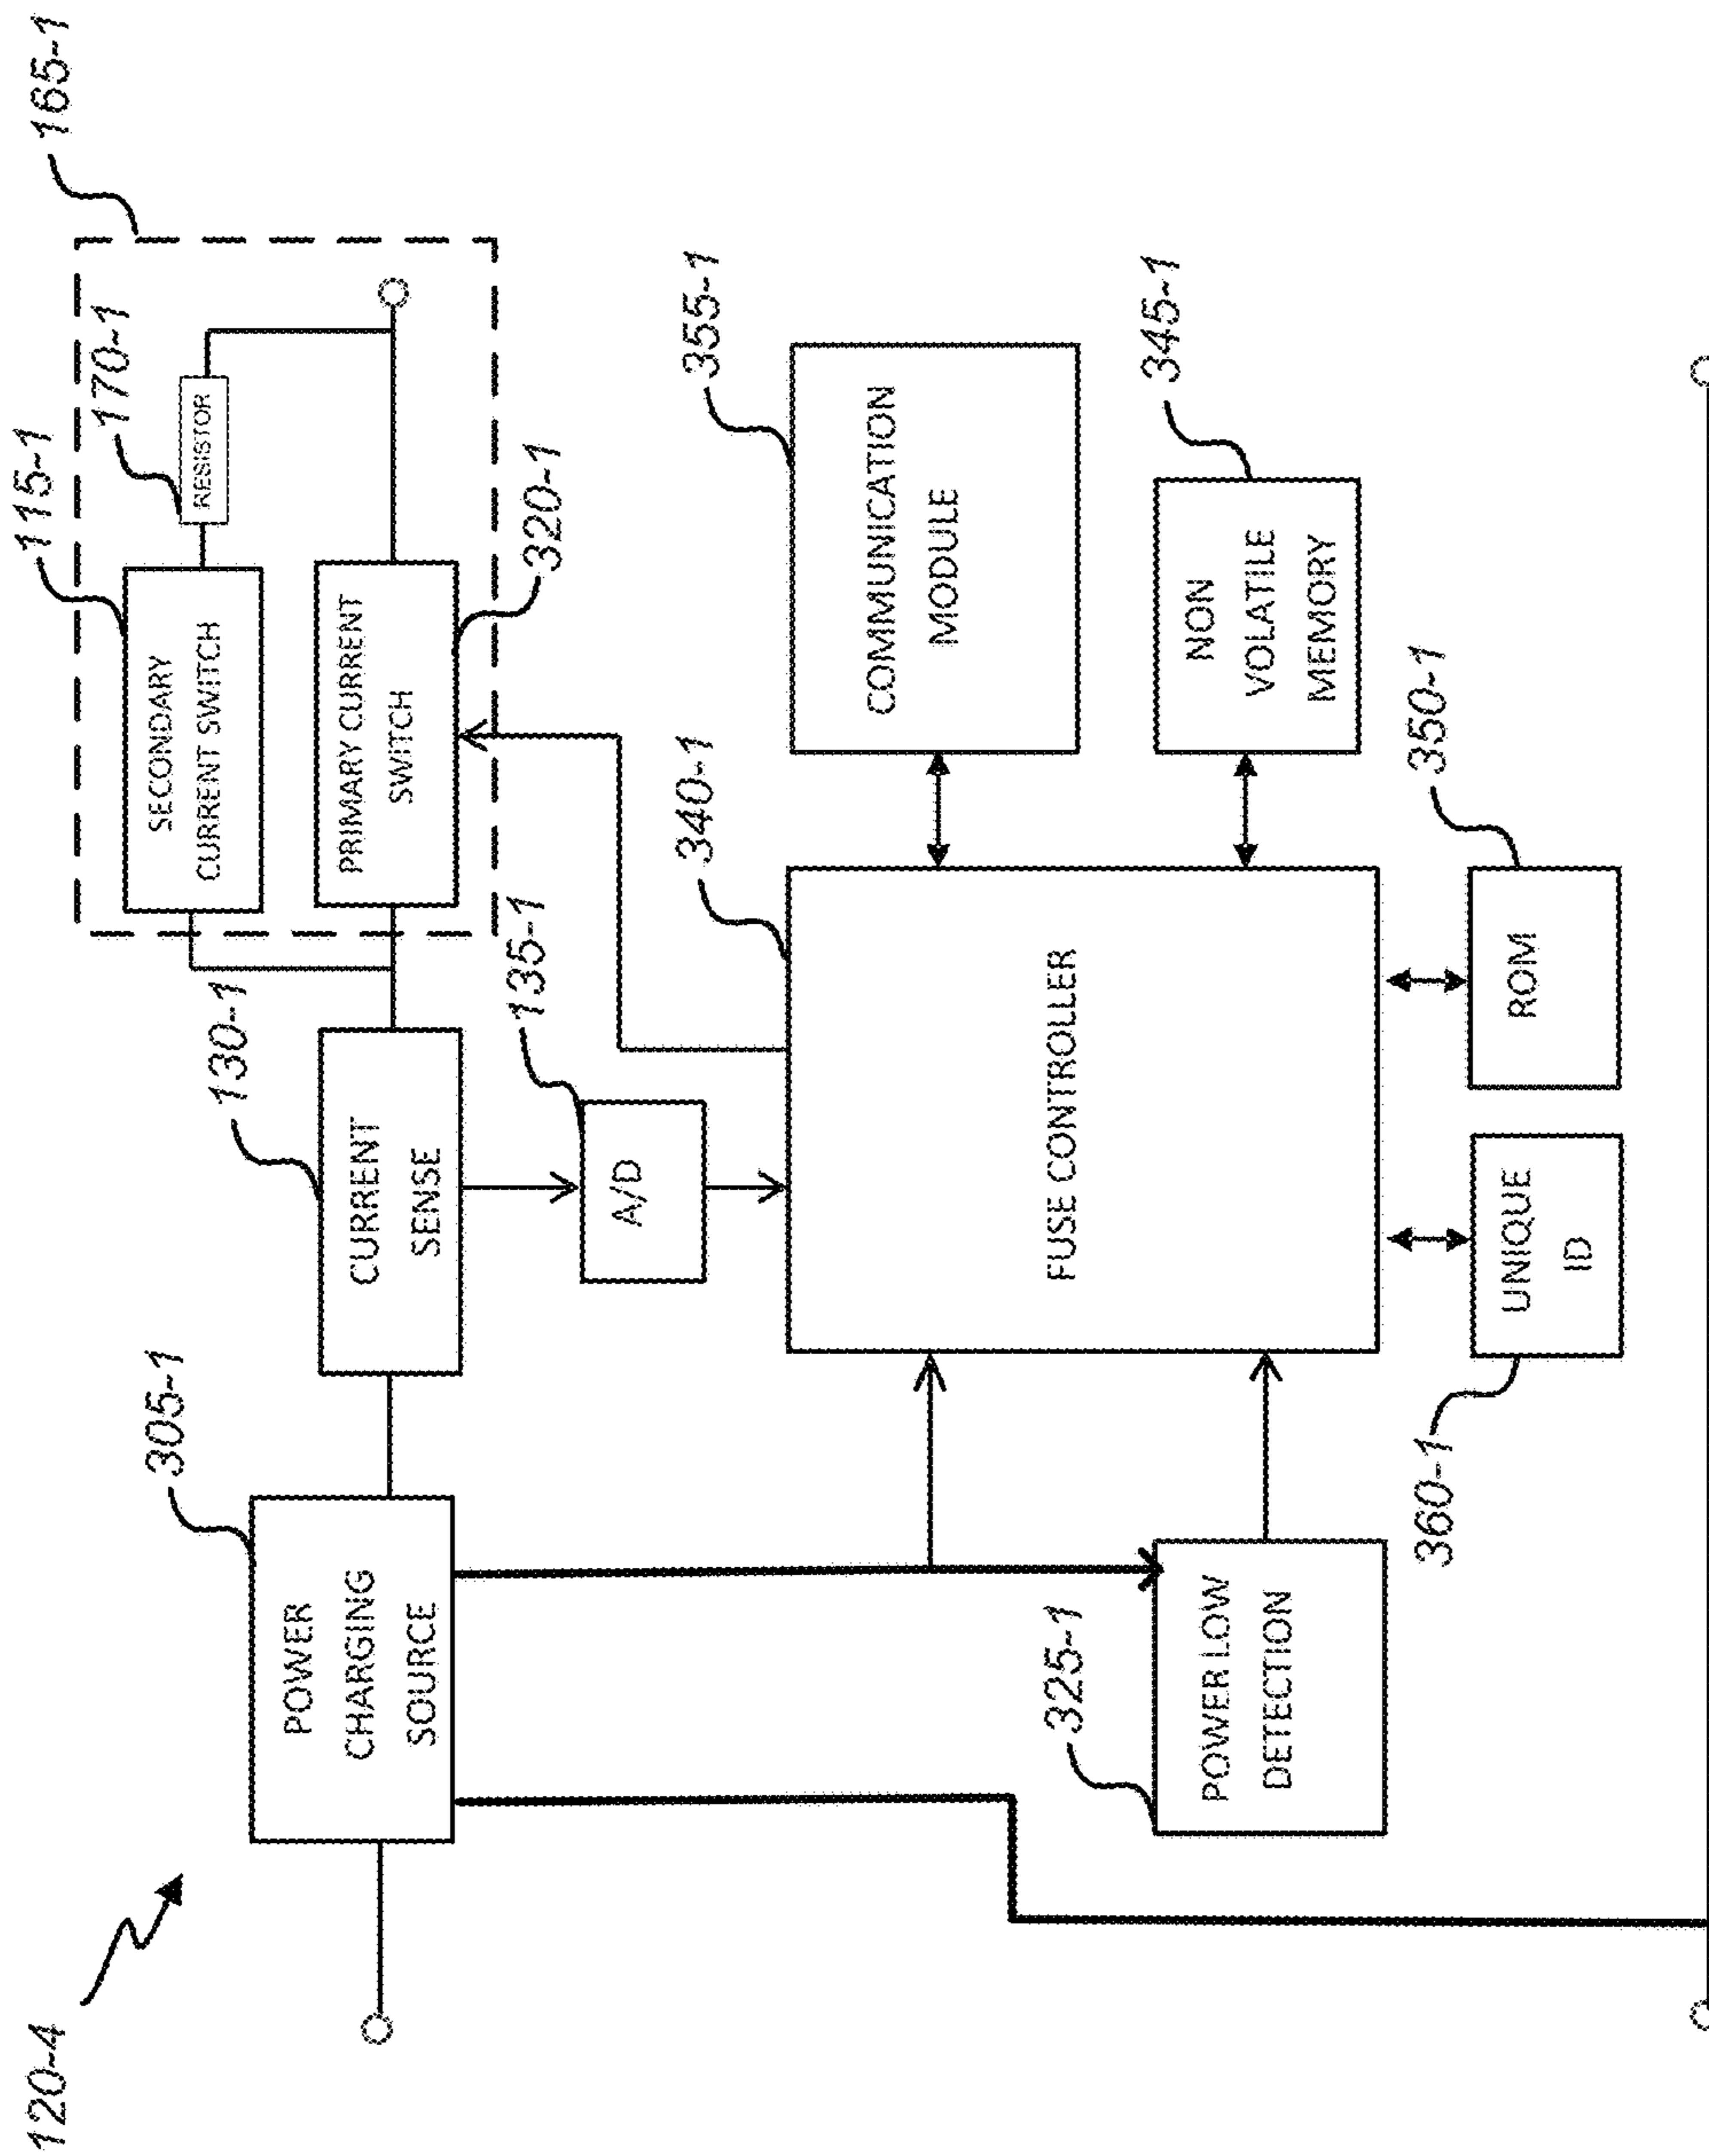 120-4
305-1
POWER
CHARGING
SOURCE
130-1
CURRENT
SENSE
115-1
SECONDARY
CURRENT SWITCH
170-1
RESISTOR
165-1
PRIMARY CURRENT
SWITCH
320-1
135-1
A/D
340-1
FUSE CONTROLLER
355-1
COMMUNICATION
MODULE
325-1
POWER LOW
DETECTION
345-1
NON
VOLATILE
MEMORY
360-1
UNIQUE
ID
350-1
ROM